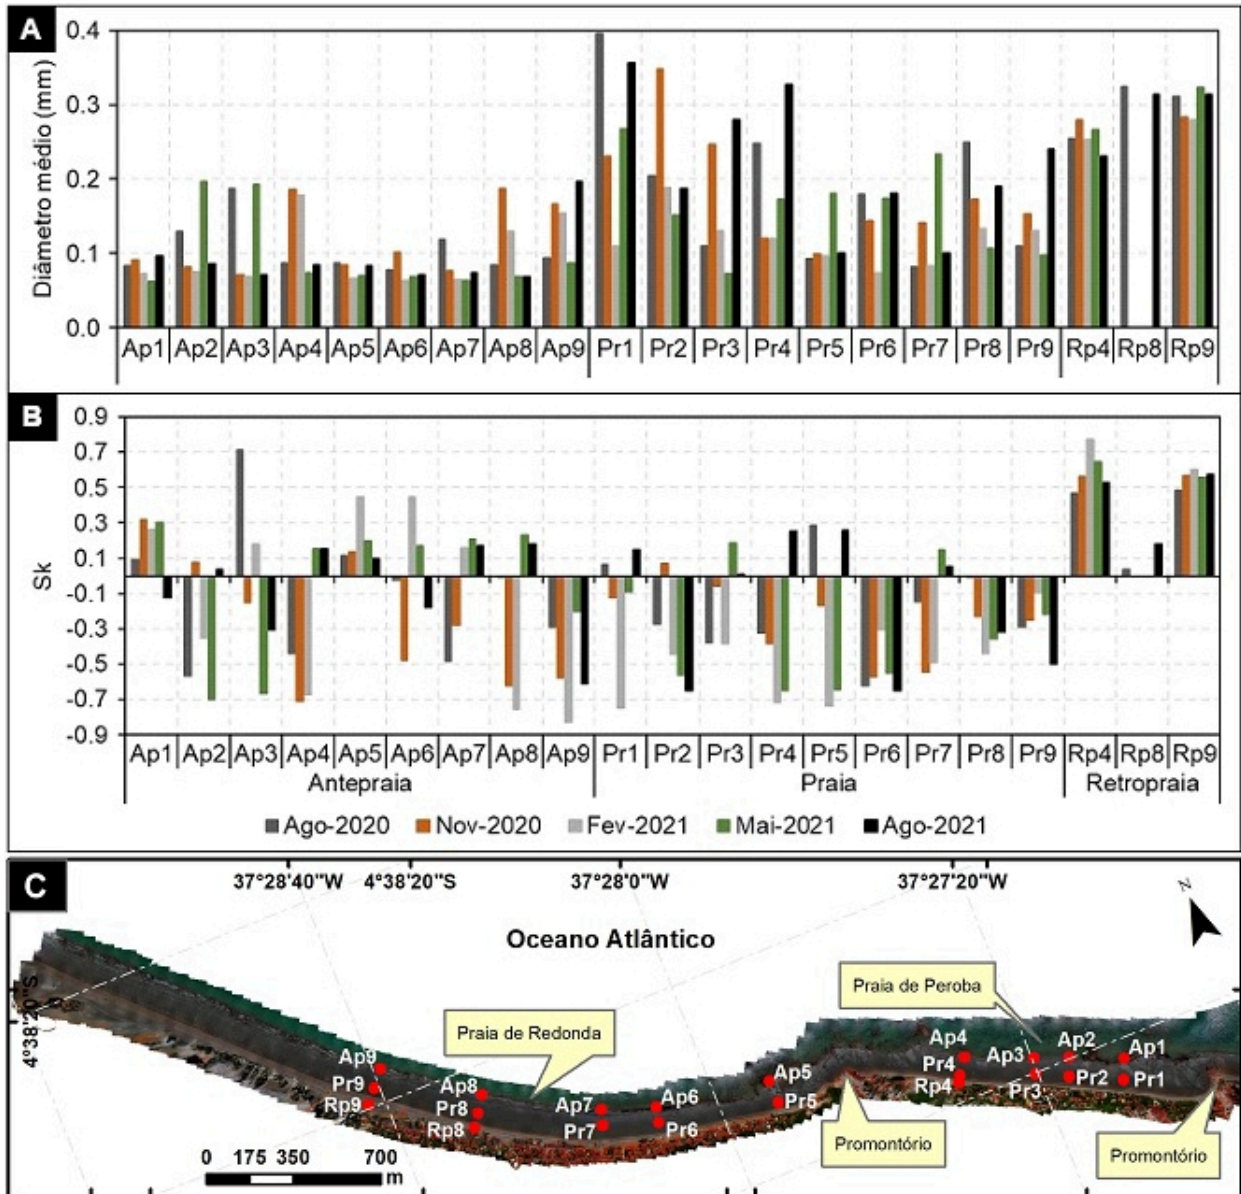 A
Diâmetro médio (mm)
0.4
0.3
0.2
0.1
0.0
Ap1 Ap2 Ap3 Ap4 Ap5 Ap6 Ap7 Ap8 Ap9 Pr1 Pr2 Pr3 Pr4 Pr5 Pr6 Pr7 Pr8 Pr9 Rp4 Rp8 Rp9
B
Sk
0.9
0.7
0.5
0.3
0.1
-0.1
-0.3
-0.5
-0.7
-0.9
Ap1 Ap2 Ap3 Ap4 Ap5 Ap6 Ap7 Ap8 Ap9 Pr1 Pr2 Pr3 Pr4 Pr5 Pr6 Pr7 Pr8 Pr9 Rp4 Rp8 Rp9
Antepraia Praia Retropraia
Ago-2020 Nov-2020 Fev-2021 Mai-2021 Ago-2021
C
37°28'40"W 4°38'20"S 37°28'0"W 37°27'20"W
N
Oceano Atlântico
4°38'20"S
Praia de Peroba
Praia de Redonda
Ap9 Ap8 Ap7 Ap6 Ap5 Ap4 Ap3 Ap2 Ap1
Pr9 Pr8 Pr7 Pr6 Pr5 Pr4 Pr3 Pr2 Pr1
Rp9 Rp8 Rp4
Promontório
Promontório
0 175 350 700
m